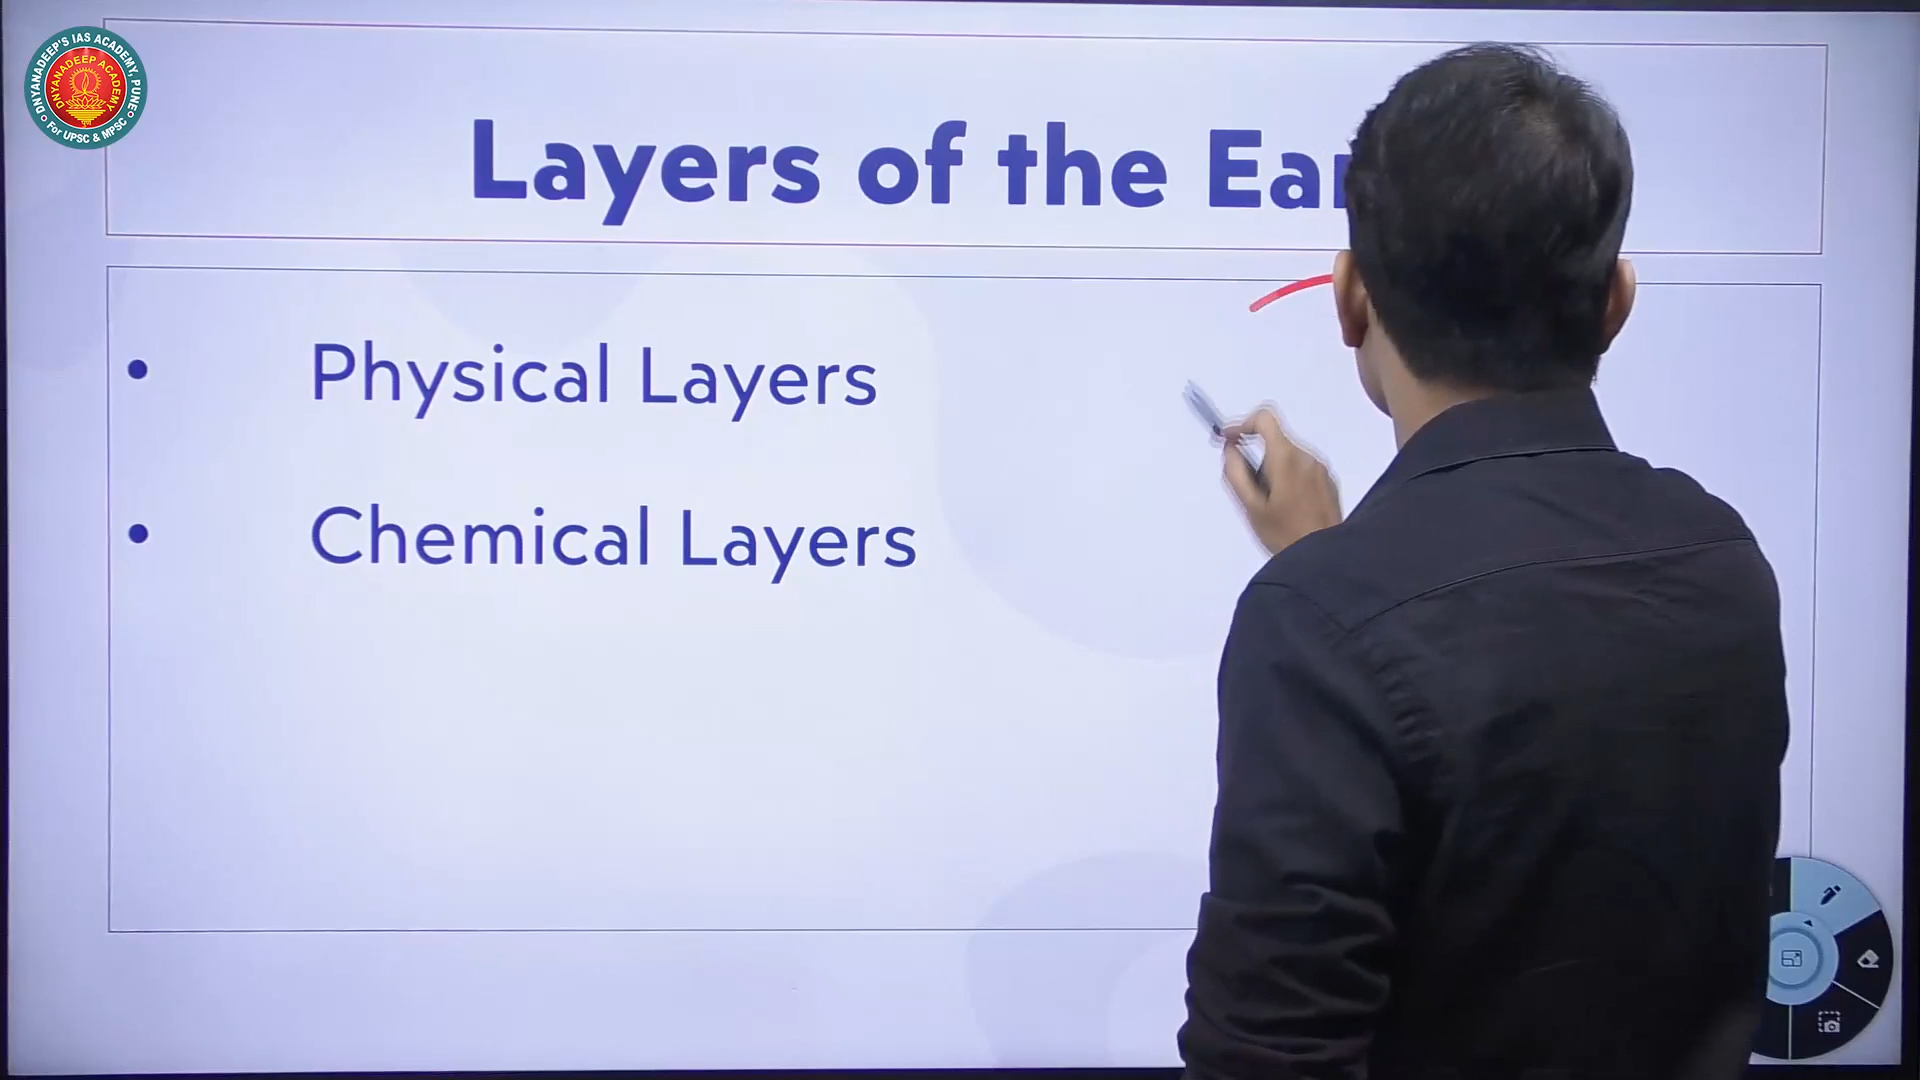 DNYANADEEP'S IAS ACADEMY, PUNE
DNYANADEEP ACADEMY
For UPSC & MPSC
Layers of the Ear
• Physical Layers
• Chemical Layers